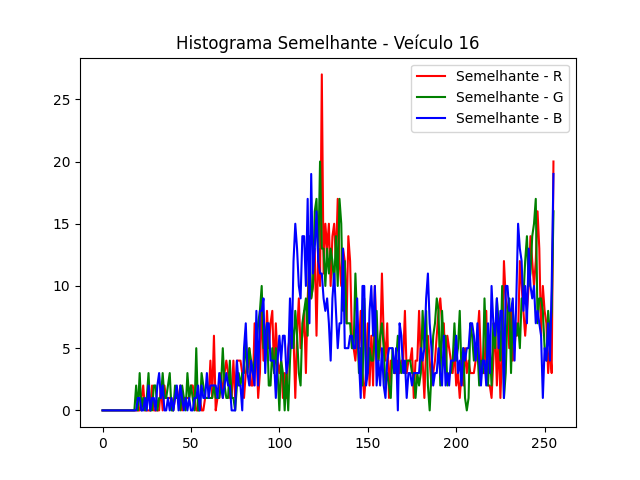 Histograma Semelhante - Veículo 16
Semelhante - R
Semelhante - G
Semelhante - B
25
20
15
10
5
0
0 50 100 150 200 250